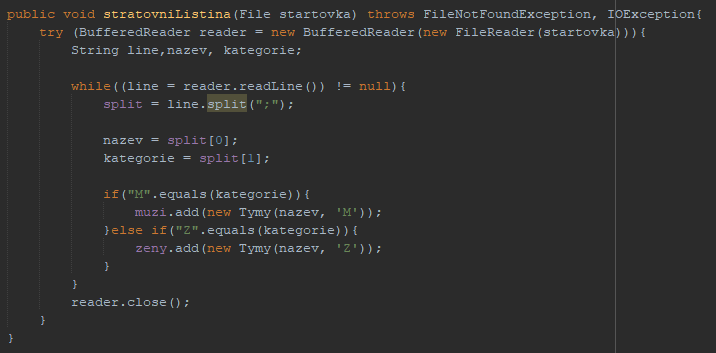 public void stratovniListina(File startovka) throws FileNotFoundException, IOException{
try (BufferedReader reader = new BufferedReader(new FileReader(startovka))){
String line,nazev, kategorie;
while((line = reader.readLine()) != null){
split = line.split(";");
nazev = split[0];
kategorie = split[1];
if("M".equals(kategorie)){
muzi.add(new Tymy(nazev, 'M'));
}else if("Z".equals(kategorie)){
zeny.add(new Tymy(nazev, 'Z'));
}
}
reader.close();
}
}